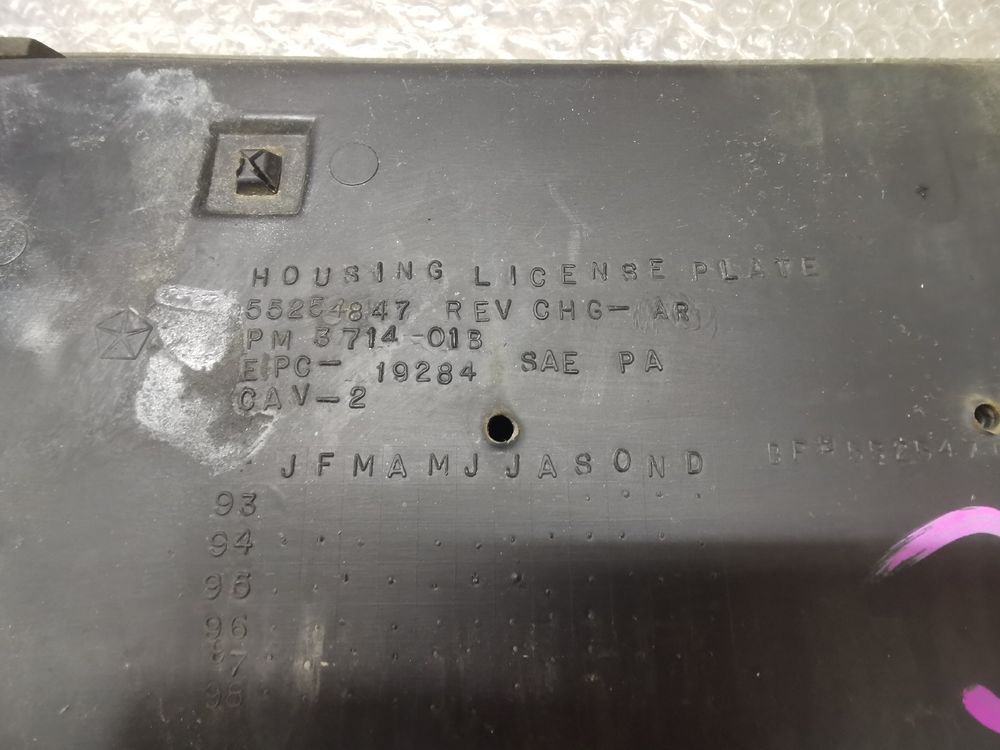 HOUSING LICENSE PLATE
55254847 REV CHG- AR
PM 3714-01B
EPC- 19284 SAE PA
CAV-2
J F M A M J J A S O N D
93
94
95
96
97
98